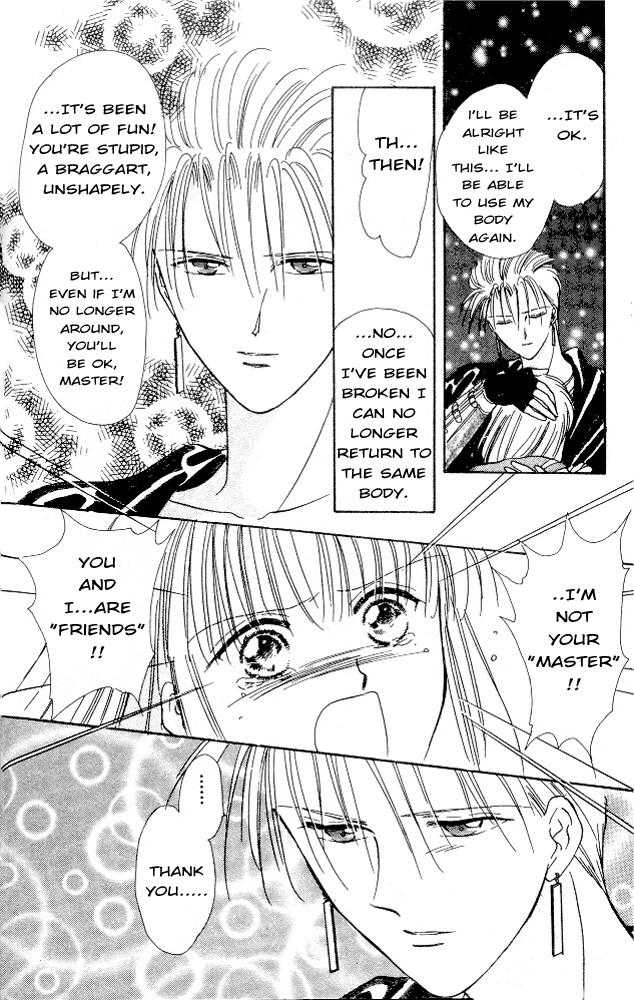 ...IT'S
OK.
I'LL BE
ALRIGHT
LIKE
THIS... I'LL
BE ABLE
TO USE MY
BODY
AGAIN.
TH...
THEN!
...NO...
ONCE
I'VE BEEN
BROKEN I
CAN NO
LONGER
RETURN TO
THE SAME
BODY.
...IT'S BEEN
A LOT OF FUN!
YOU'RE STUPID,
A BRAGGART,
UNSHAPELY.
BUT...
EVEN IF I'M
NO LONGER
AROUND,
YOU'LL
BE OK,
MASTER!
..I'M
NOT
YOUR
"MASTER"
!!
YOU
AND
I...ARE
"FRIENDS"
!!
......
THANK
YOU.....